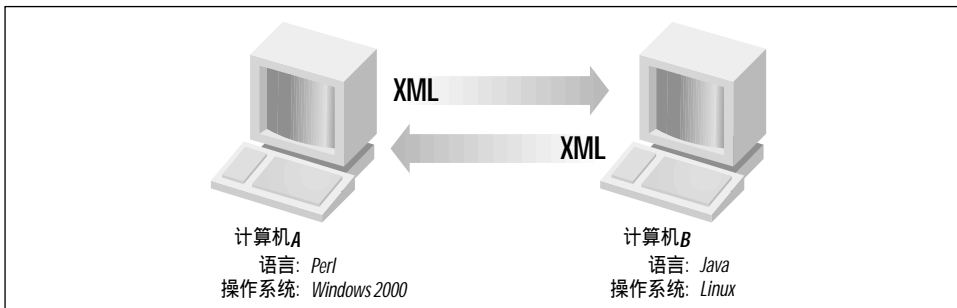 XML
XML
计算机A
语言: Perl
操作系统: Windows 2000
计算机B
语言: Java
操作系统: Linux